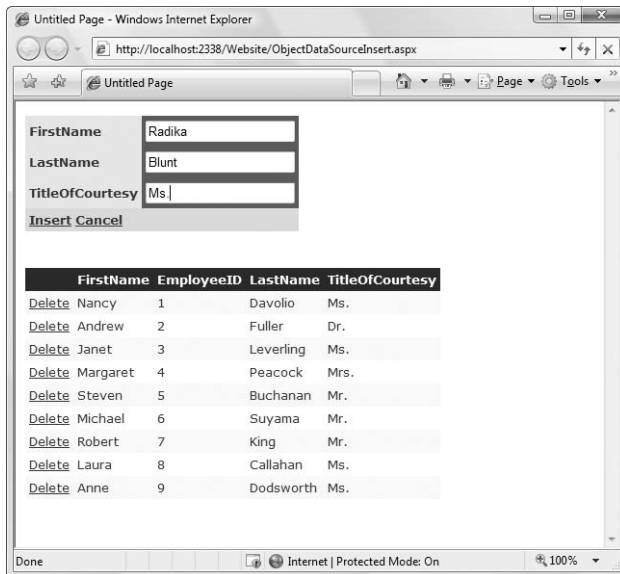 Untitled Page - Windows Internet Explorer
http://localhost:2338/Website/ObjectDataSourceInsert.aspx
Untitled Page
Page
Tools
FirstName Radika
LastName Blunt
TitleOfCourtesy Ms.
Insert Cancel
FirstName EmployeeID LastName TitleOfCourtesy
Delete Nancy 1 Davolio Ms.
Delete Andrew 2 Fuller Dr.
Delete Janet 3 Leverling Ms.
Delete Margaret 4 Peacock Mrs.
Delete Steven 5 Buchanan Mr.
Delete Michael 6 Suyama Mr.
Delete Robert 7 King Mr.
Delete Laura 8 Callahan Ms.
Delete Anne 9 Dodsworth Ms.
Done
Internet | Protected Mode: On
100%